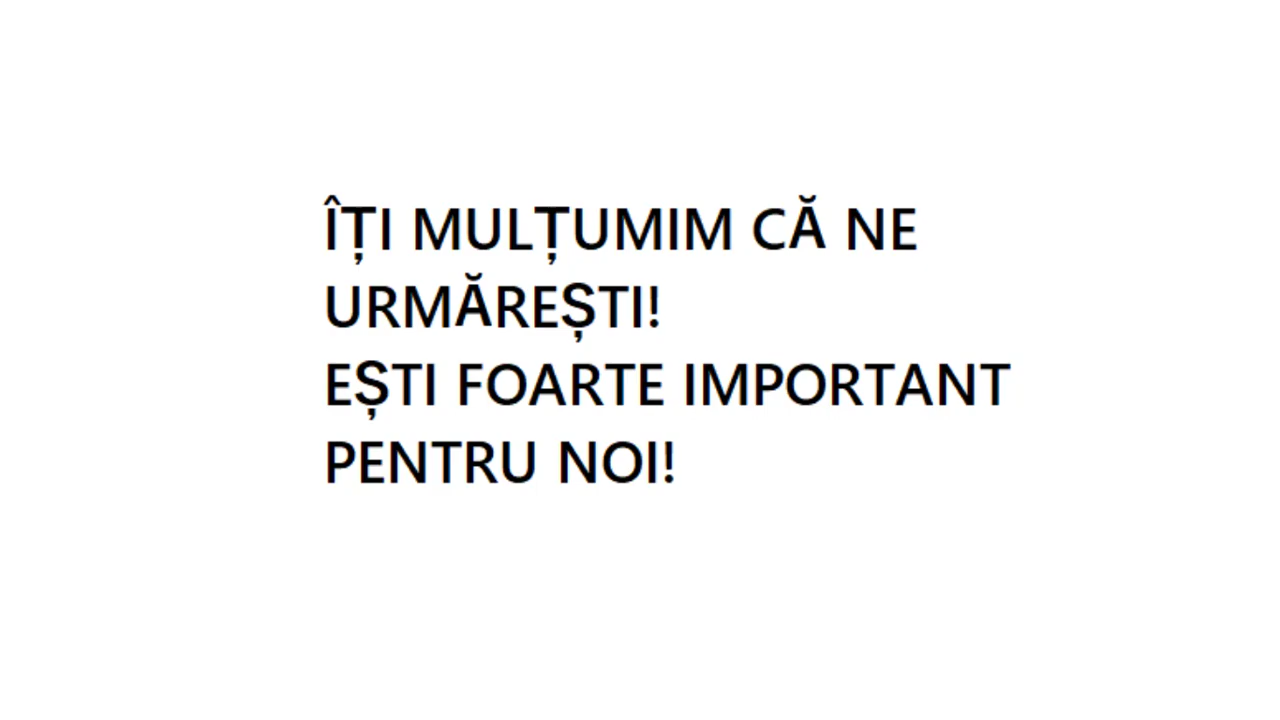 ÎȚI MULȚUMIM CĂ NE
URMĂREȘTI!
EȘTI FOARTE IMPORTANT
PENTRU NOI!